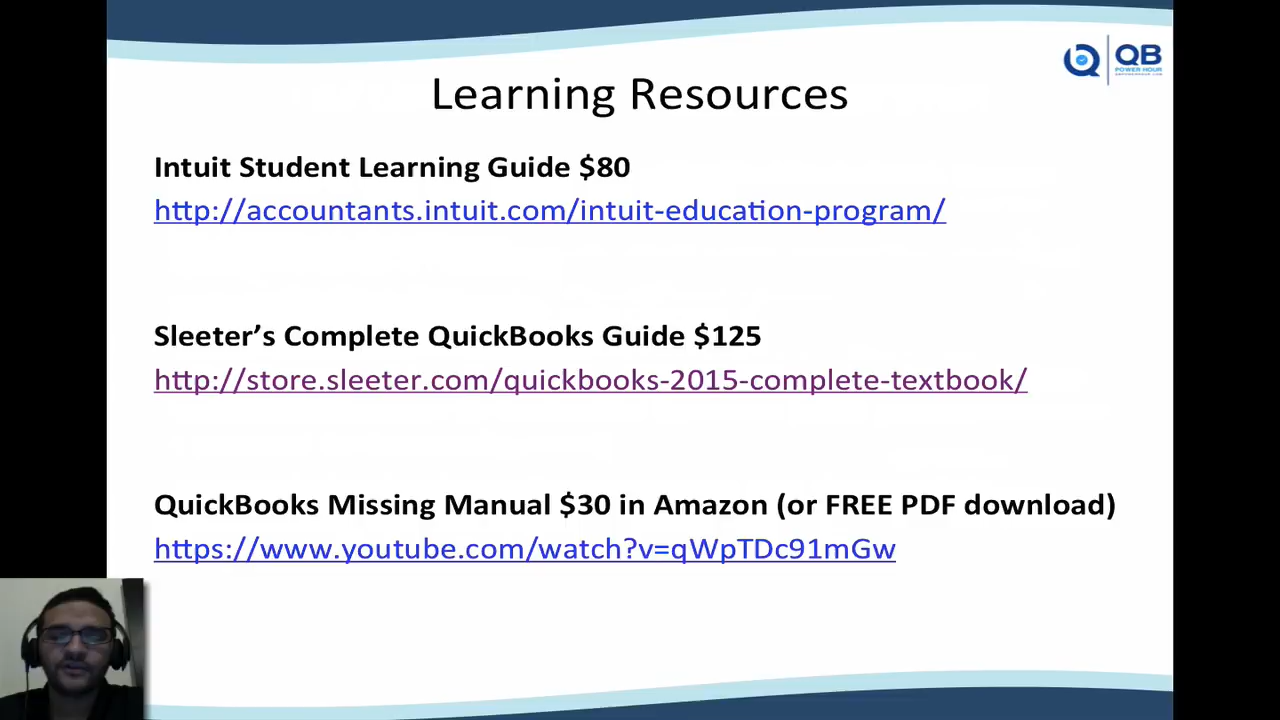 QB
POWER HOUR
Learning Resources
Intuit Student Learning Guide $80
http://accountants.intuit.com/intuit-education-program/
Sleeter’s Complete QuickBooks Guide $125
http://store.sleeter.com/quickbooks-2015-complete-textbook/
QuickBooks Missing Manual $30 in Amazon (or FREE PDF download)
https://www.youtube.com/watch?v=qWpTDc91mGw